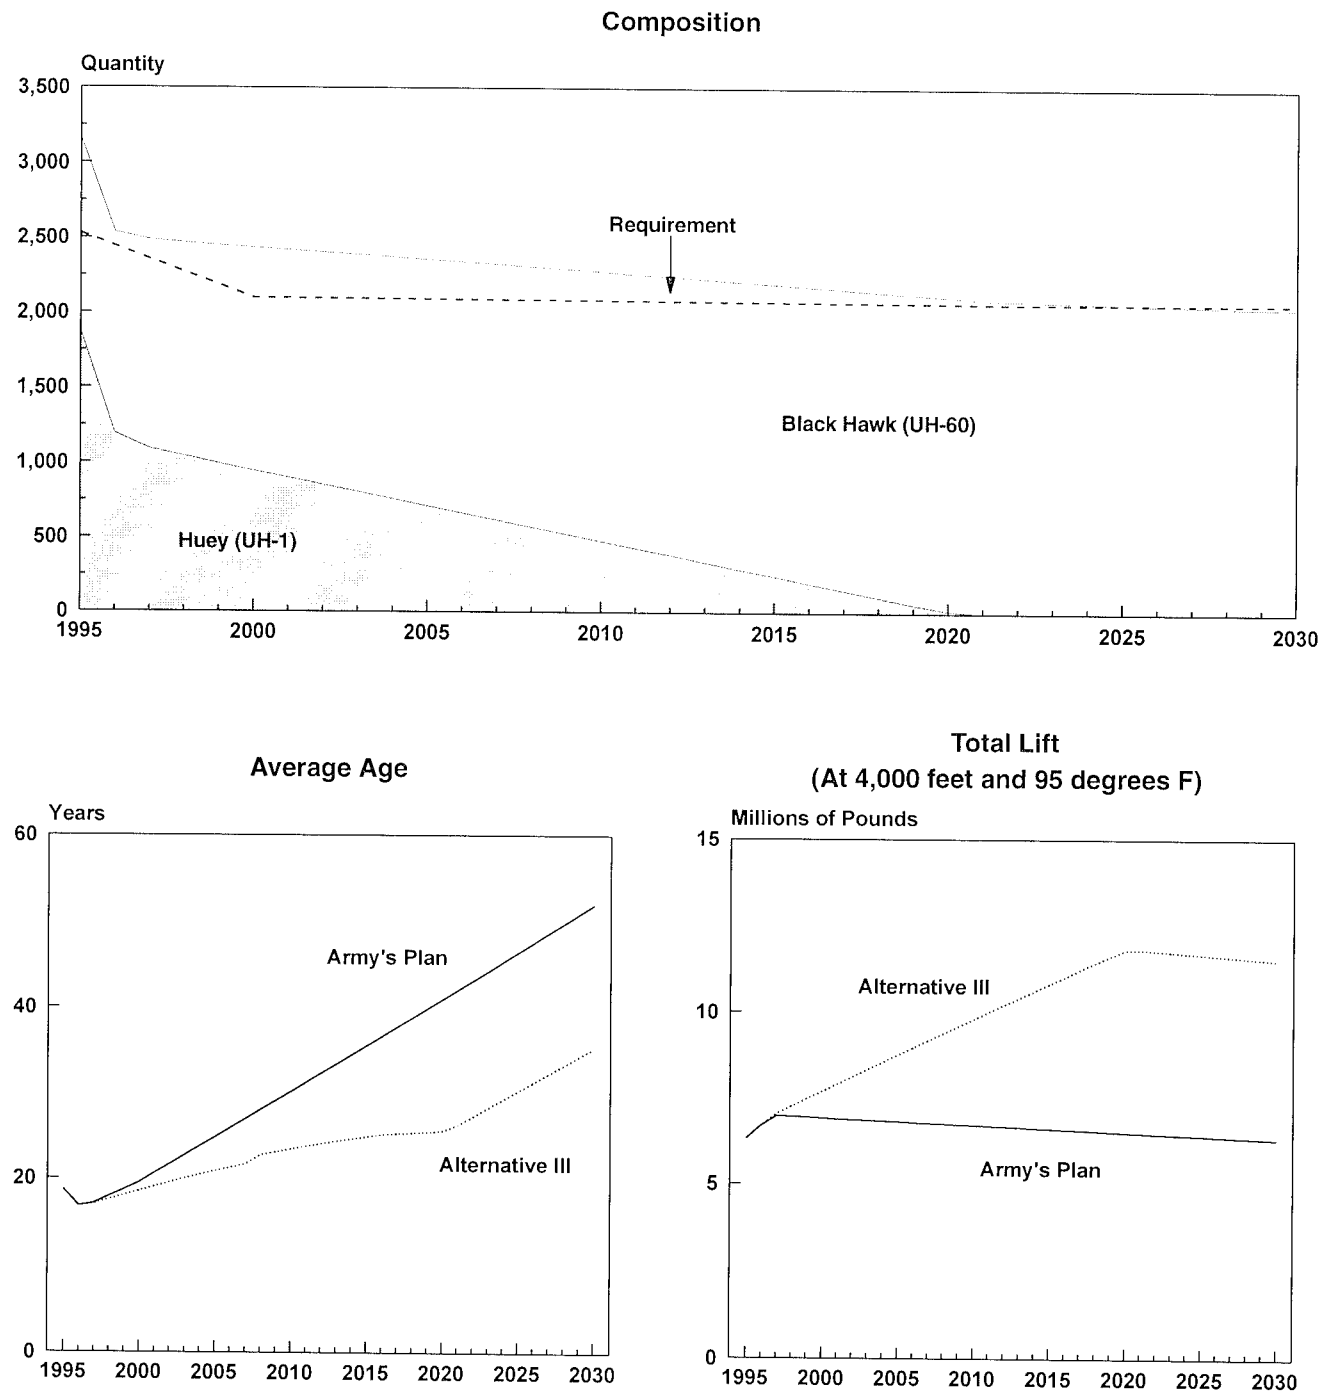 Composition
Quantity
3,500
3,000
2,500
2,000
1,500
1,000
500
0
Requirement
Black Hawk (UH-60)
Huey (UH-1)
1995 2000 2005 2010 2015 2020 2025 2030
Average Age
Years
60
40
20
0
Army's Plan
Alternative III
1995 2000 2005 2010 2015 2020 2025 2030
Total Lift
(At 4,000 feet and 95 degrees F)
Millions of Pounds
15
10
5
0
Alternative III
Army's Plan
1995 2000 2005 2010 2015 2020 2025 2030